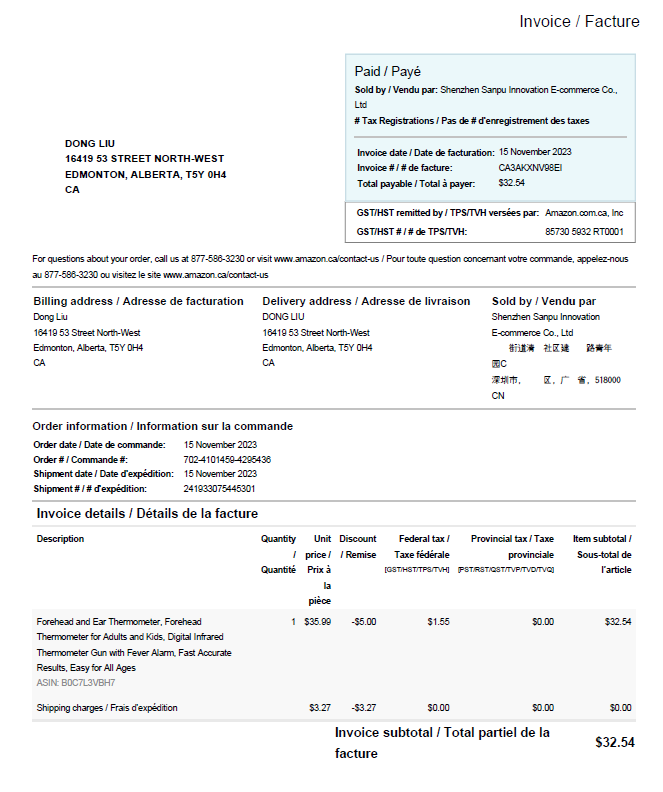 Invoice / Facture
Paid / Payé
Sold by / Vendu par: Shenzhen Sanpu Innovation E-commerce Co.,
Ltd
# Tax Registrations / Pas de # d'enregistrement des taxes
Invoice date / Date de facturation: 15 November 2023
Invoice # / # de facture: CA3AKXNV98EI
Total payable / Total à payer: $32.54
DONG LIU
16419 53 STREET NORTH-WEST
EDMONTON, ALBERTA, T5Y 0H4
CA
GST/HST remitted by / TPS/TVH versées par: Amazon.com.ca, Inc
GST/HST # / # de TPS/TVH: 85730 5932 RT0001
For questions about your order, call us at 877-586-3230 or visit www.amazon.ca/contact-us / Pour toute question concernant votre commande, appelez-nous
au 877-586-3230 ou visitez le site www.amazon.ca/contact-us
Billing address / Adresse de facturation
Dong Liu
16419 53 Street North-West
Edmonton, Alberta, T5Y 0H4
CA
Delivery address / Adresse de livraison
DONG LIU
16419 53 Street North-West
Edmonton, Alberta, T5Y 0H4
CA
Sold by / Vendu par
Shenzhen Sanpu Innovation
E-commerce Co., Ltd
街道清 社区建 路青年
园C
深圳市, 区, 广 省, 518000
CN
Order information / Information sur la commande
Order date / Date de commande: 15 November 2023
Order # / Commande #: 702-4101459-4295436
Shipment date / Date d'expédition: 15 November 2023
Shipment # / # d'expédition: 241933075445301
Invoice details / Détails de la facture
Description
Quantity
/
Quantité
Unit
price /
Prix à
la
pièce
Discount
/ Remise
Federal tax /
Taxe fédérale
[GST/HST/TPS/TVH]
Provincial tax / Taxe
provinciale
[PST/RST/QST/TVP/TVD/TVQ]
Item subtotal /
Sous-total de
l'article
Forehead and Ear Thermometer, Forehead 1 $35.99 -$5.00 $1.55 $0.00 $32.54
Thermometer for Adults and Kids, Digital Infrared
Thermometer Gun with Fever Alarm, Fast Accurate
Results, Easy for All Ages
ASIN: B0C7L3VBH7
Shipping charges / Frais d'expédition $3.27 -$3.27 $0.00 $0.00 $0.00
Invoice subtotal / Total partiel de la
facture
$32.54